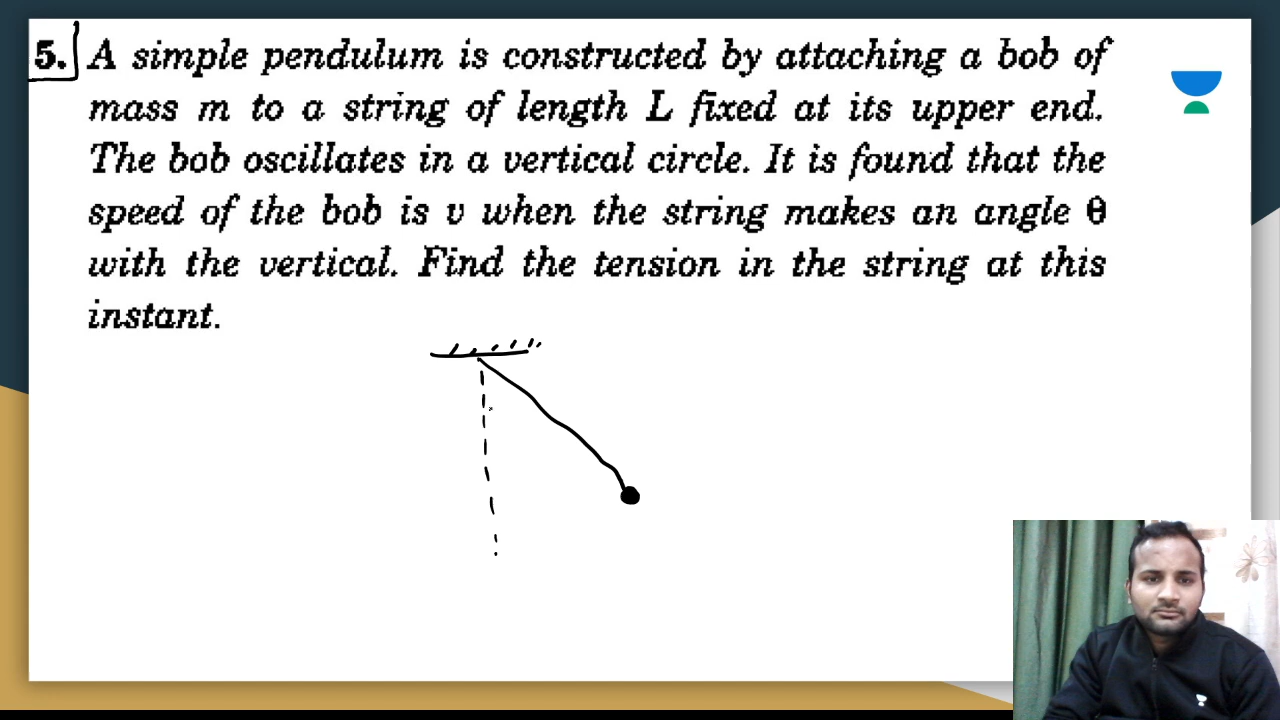 5. A simple pendulum is constructed by attaching a bob of
mass m to a string of length L fixed at its upper end.
The bob oscillates in a vertical circle. It is found that the
speed of the bob is v when the string makes an angle θ
with the vertical. Find the tension in the string at this
instant.